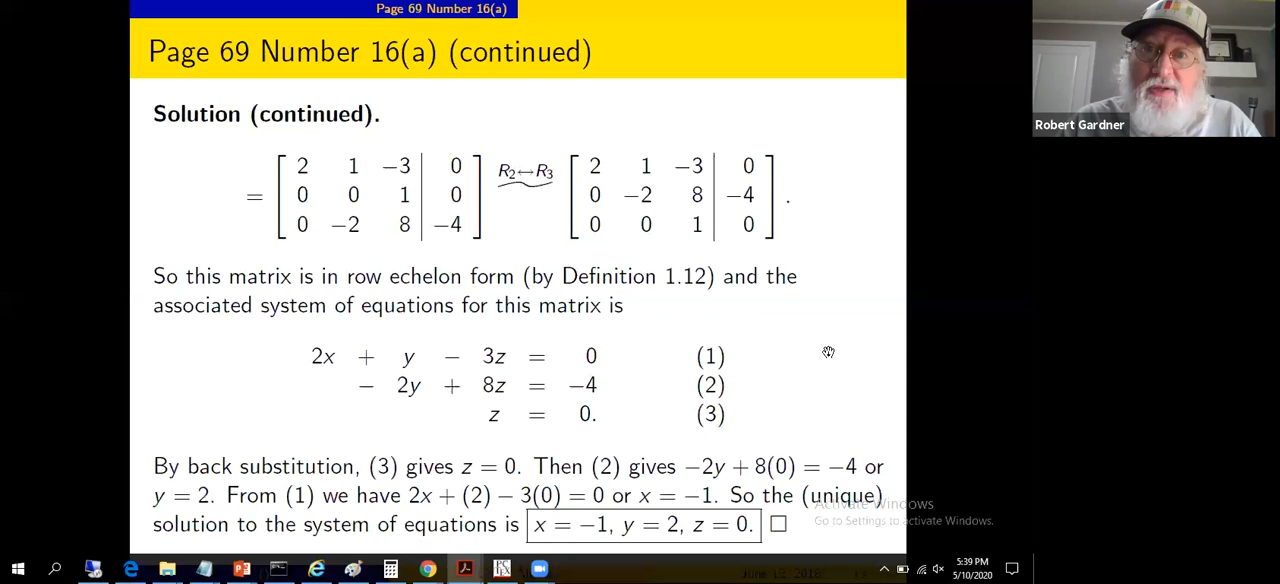 Page 69 Number 16(a)
Page 69 Number 16(a) (continued)
Robert Gardner
Solution (continued).
= [ 2 1 −3 | 0 ; 0 0 1 | 0 ; 0 −2 8 | −4 ] R₂↔R₃ [ 2 1 −3 | 0 ; 0 −2 8 | −4 ; 0 0 1 | 0 ] .
So this matrix is in row echelon form (by Definition 1.12) and the
associated system of equations for this matrix is
2x + y − 3z = 0 (1)
− 2y + 8z = −4 (2)
z = 0. (3)
By back substitution, (3) gives z = 0. Then (2) gives −2y + 8(0) = −4 or
y = 2. From (1) we have 2x + (2) − 3(0) = 0 or x = −1. So the (unique)
Activate Windows
solution to the system of equations is x = −1, y = 2, z = 0. □
Go to Settings to activate Windows.
5:39 PM
5/10/2020